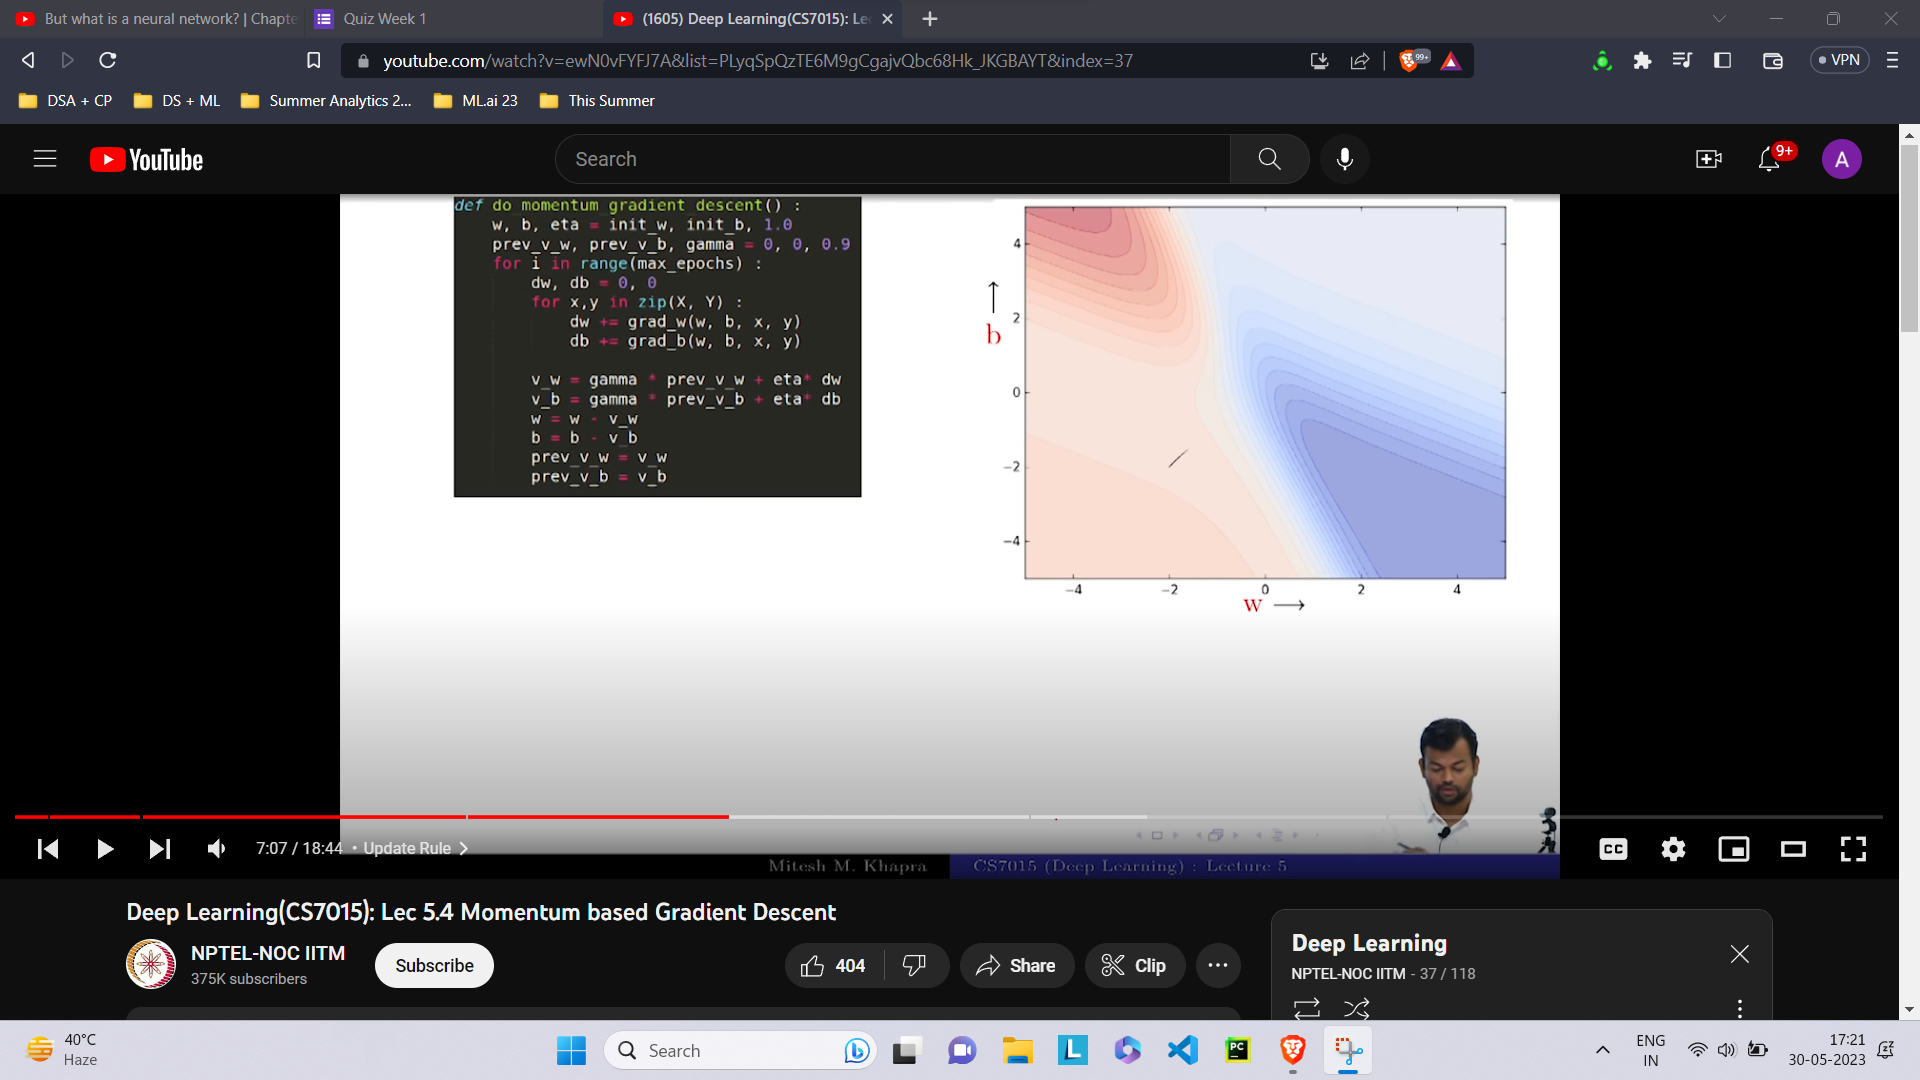 But what is a neural network? | Chapte
Quiz Week 1
(1605) Deep Learning(CS7015): Le
youtube.com/watch?v=ewN0vFYFJ7A&list=PLyqSpQzTE6M9gCgajvQbc68Hk_JKGBAYT&index=37
99+
VPN
DSA + CP
DS + ML
Summer Analytics 2...
ML.ai 23
This Summer
YouTube
Search
9+
A
def do_momentum_gradient_descent() :
w, b, eta = init_w, init_b, 1.0
prev_v_w, prev_v_b, gamma = 0, 0, 0.9
for i in range(max_epochs) :
dw, db = 0, 0
for x,y in zip(X, Y) :
dw += grad_w(w, b, x, y)
db += grad_b(w, b, x, y)
v_w = gamma * prev_v_w + eta* dw
v_b = gamma * prev_v_b + eta* db
w = w - v_w
b = b - v_b
prev_v_w = v_w
prev_v_b = v_b
4
2
0
−2
−4
b
−4 −2 0 2 4
w
7:07 / 18:44 • Update Rule
CC
Mitesh M. Khapra
CS7015 (Deep Learning) : Lecture 5
Deep Learning(CS7015): Lec 5.4 Momentum based Gradient Descent
NPTEL-NOC IITM
375K subscribers
Subscribe
404
Share
Clip
Deep Learning
NPTEL-NOC IITM - 37 / 118
40°C
Haze
Search
L
PC
ENG
IN
17:21
30-05-2023